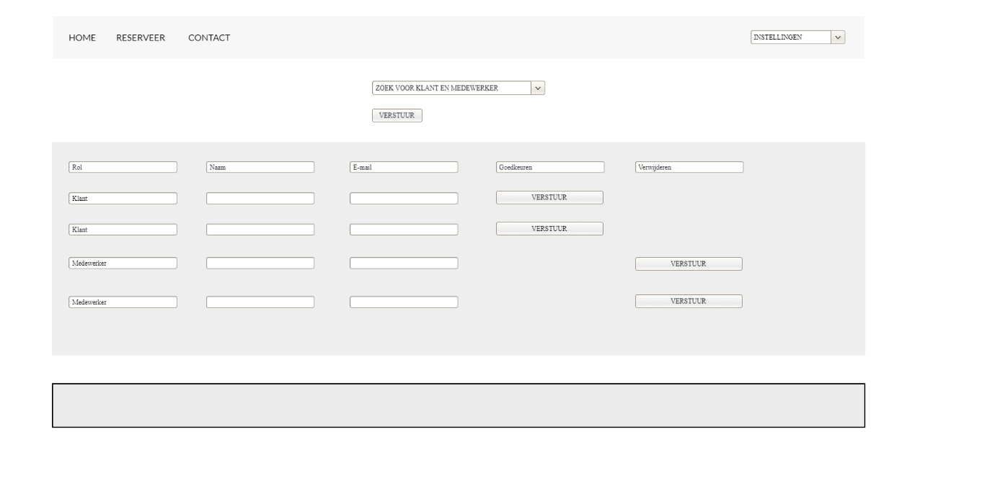 HOME RESERVEER CONTACT INSTELLINGEN
ZOEK VOOR KLANT EN MEDEWERKER
VERSTUUR
Rol Naam E-mail Goedkeuren Verwijderen
Klant VERSTUUR
Klant VERSTUUR
Medewerker VERSTUUR
Medewerker VERSTUUR